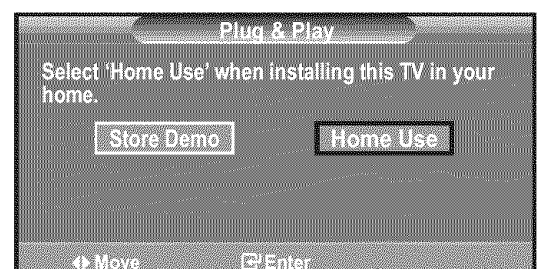 Plug & Play
Select 'Home Use' when installing this TV in your
home.
Store Demo Home Use
Move Enter